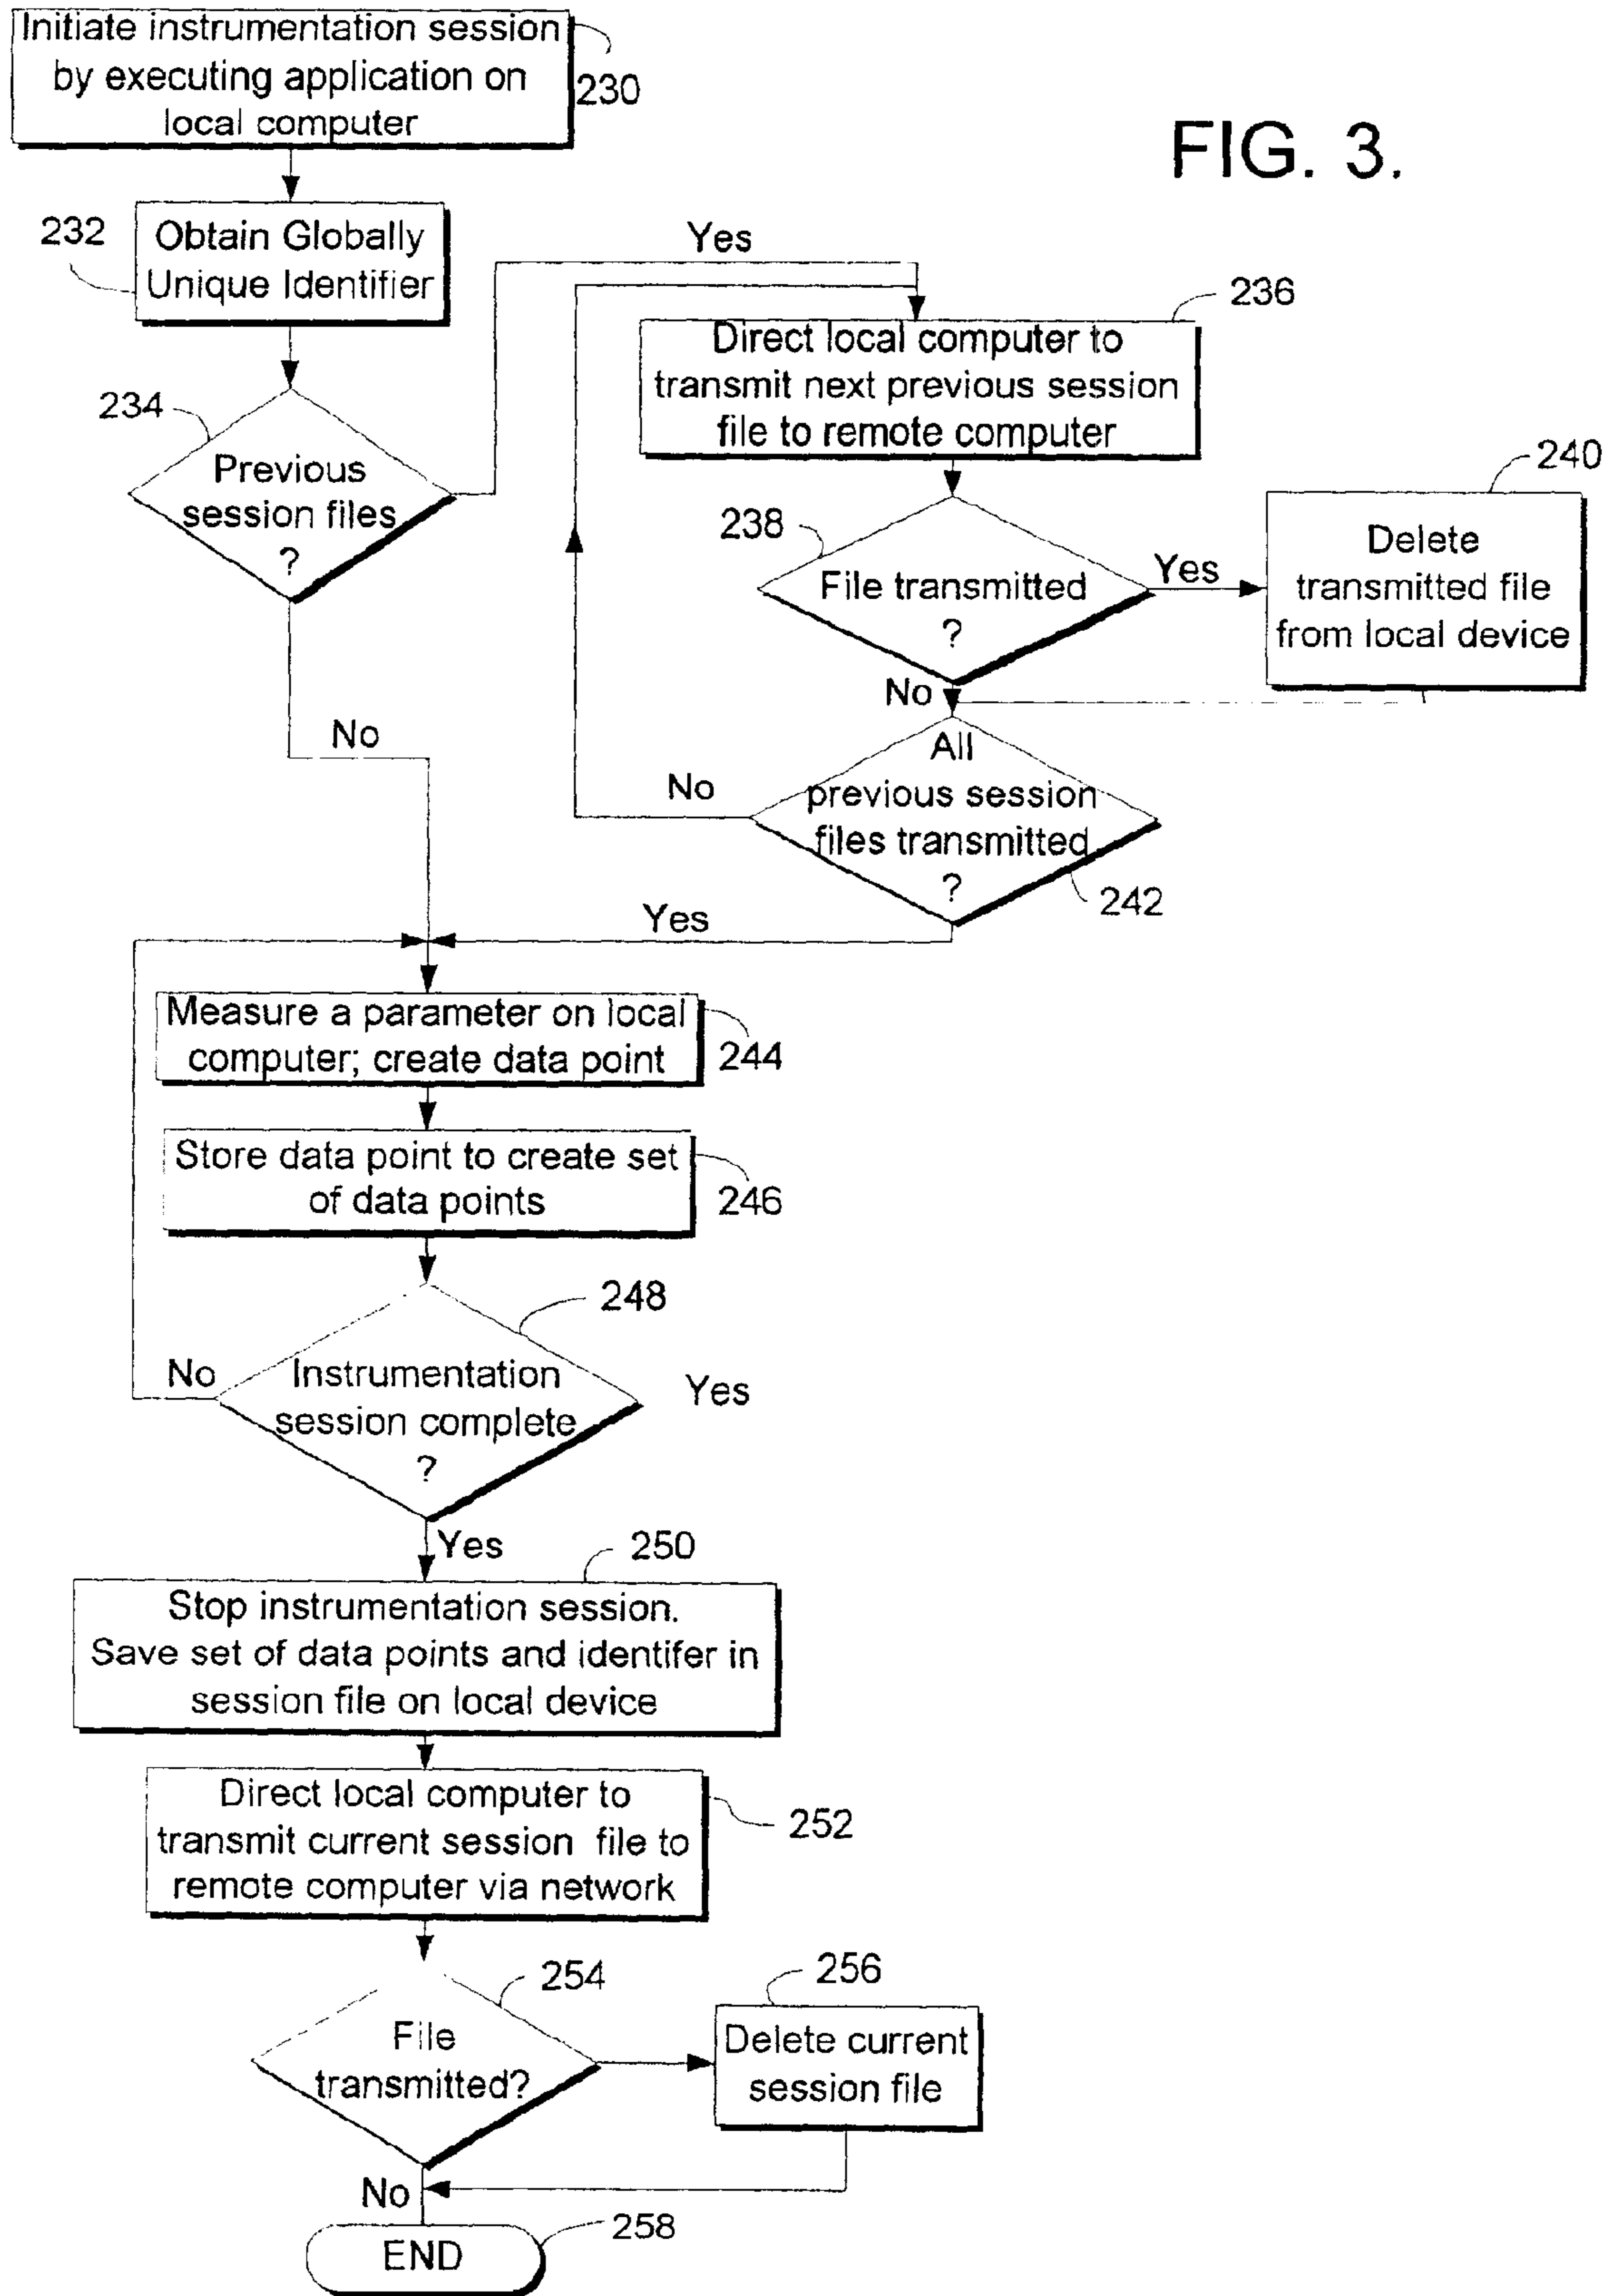 Initiate instrumentation session
by executing application on
local computer
230
FIG. 3.
232
Obtain Globally
Unique Identifier
Yes
236
Direct local computer to
transmit next previous session
file to remote computer
234
Previous
session files
?
240
238
File transmitted
?
Yes
Delete
transmitted file
from local device
No
No
All
previous session
files transmitted
?
No
242
Yes
Measure a parameter on local
computer; create data point
244
Store data point to create set
of data points
246
248
No
Instrumentation
session complete
?
Yes
Yes
250
Stop instrumentation session.
Save set of data points and identifer in
session file on local device
Direct local computer to
transmit current session file to
remote computer via network
252
254
256
File
transmitted?
Delete current
session file
No
258
END